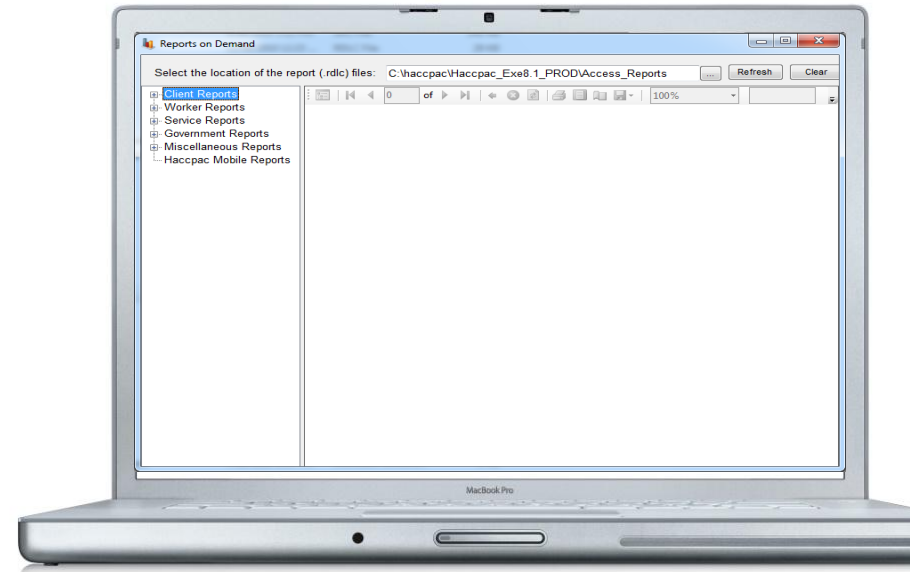 Reports on Demand
Select the location of the report (.rdlc) files: C:\haccpac\Haccpac_Exe8.1_PROD\Access_Reports ... Refresh Clear
Client Reports
0 of 100%
Worker Reports
Service Reports
Government Reports
Miscellaneous Reports
Haccpac Mobile Reports
MacBook Pro